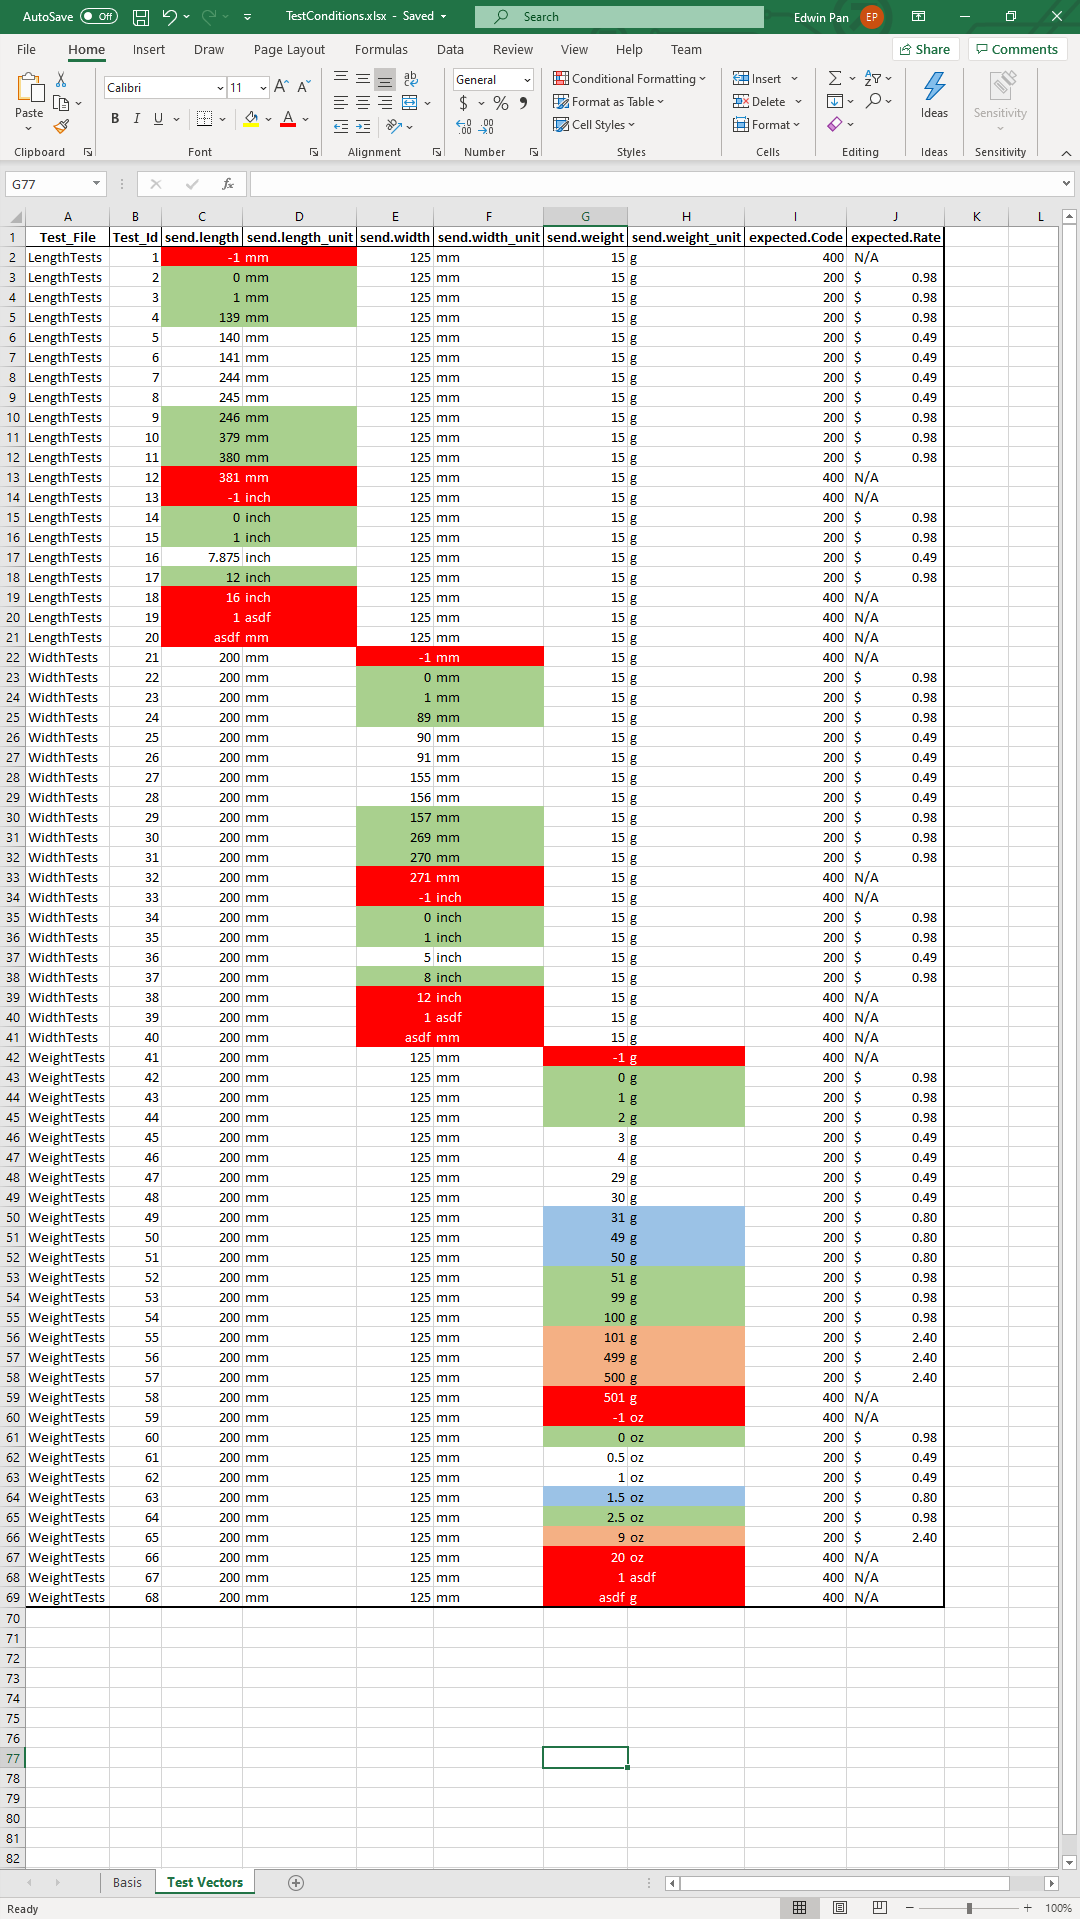 AutoSave Off TestConditions.xlsx - Saved Search Edwin Pan EP
File Home Insert Draw Page Layout Formulas Data Review View Help Team Share Comments
Calibri 11 A A ab General Conditional Formatting Insert
Paste $ % 9 Format as Table Delete Ideas Sensitivity
B I U A Cell Styles Format
Clipboard Font Alignment Number Styles Cells Editing Ideas Sensitivity
G77 fx
A B C D E F G H I J K L
1 Test_File Test_Id send.length send.length_unit send.width send.width_unit send.weight send.weight_unit expected.Code expected.Rate
2 LengthTests 1 -1 mm 125 mm 15 g 400 N/A
3 LengthTests 2 0 mm 125 mm 15 g 200 $ 0.98
4 LengthTests 3 1 mm 125 mm 15 g 200 $ 0.98
5 LengthTests 4 139 mm 125 mm 15 g 200 $ 0.98
6 LengthTests 5 140 mm 125 mm 15 g 200 $ 0.49
7 LengthTests 6 141 mm 125 mm 15 g 200 $ 0.49
8 LengthTests 7 244 mm 125 mm 15 g 200 $ 0.49
9 LengthTests 8 245 mm 125 mm 15 g 200 $ 0.49
10 LengthTests 9 246 mm 125 mm 15 g 200 $ 0.98
11 LengthTests 10 379 mm 125 mm 15 g 200 $ 0.98
12 LengthTests 11 380 mm 125 mm 15 g 200 $ 0.98
13 LengthTests 12 381 mm 125 mm 15 g 400 N/A
14 LengthTests 13 -1 inch 125 mm 15 g 400 N/A
15 LengthTests 14 0 inch 125 mm 15 g 200 $ 0.98
16 LengthTests 15 1 inch 125 mm 15 g 200 $ 0.98
17 LengthTests 16 7.875 inch 125 mm 15 g 200 $ 0.49
18 LengthTests 17 12 inch 125 mm 15 g 200 $ 0.98
19 LengthTests 18 16 inch 125 mm 15 g 400 N/A
20 LengthTests 19 1 asdf 125 mm 15 g 400 N/A
21 LengthTests 20 asdf mm 125 mm 15 g 400 N/A
22 WidthTests 21 200 mm -1 mm 15 g 400 N/A
23 WidthTests 22 200 mm 0 mm 15 g 200 $ 0.98
24 WidthTests 23 200 mm 1 mm 15 g 200 $ 0.98
25 WidthTests 24 200 mm 89 mm 15 g 200 $ 0.98
26 WidthTests 25 200 mm 90 mm 15 g 200 $ 0.49
27 WidthTests 26 200 mm 91 mm 15 g 200 $ 0.49
28 WidthTests 27 200 mm 155 mm 15 g 200 $ 0.49
29 WidthTests 28 200 mm 156 mm 15 g 200 $ 0.49
30 WidthTests 29 200 mm 157 mm 15 g 200 $ 0.98
31 WidthTests 30 200 mm 269 mm 15 g 200 $ 0.98
32 WidthTests 31 200 mm 270 mm 15 g 200 $ 0.98
33 WidthTests 32 200 mm 271 mm 15 g 400 N/A
34 WidthTests 33 200 mm -1 inch 15 g 400 N/A
35 WidthTests 34 200 mm 0 inch 15 g 200 $ 0.98
36 WidthTests 35 200 mm 1 inch 15 g 200 $ 0.98
37 WidthTests 36 200 mm 5 inch 15 g 200 $ 0.49
38 WidthTests 37 200 mm 8 inch 15 g 200 $ 0.98
39 WidthTests 38 200 mm 12 inch 15 g 400 N/A
40 WidthTests 39 200 mm 1 asdf 15 g 400 N/A
41 WidthTests 40 200 mm asdf mm 15 g 400 N/A
42 WeightTests 41 200 mm 125 mm -1 g 400 N/A
43 WeightTests 42 200 mm 125 mm 0 g 200 $ 0.98
44 WeightTests 43 200 mm 125 mm 1 g 200 $ 0.98
45 WeightTests 44 200 mm 125 mm 2 g 200 $ 0.98
46 WeightTests 45 200 mm 125 mm 3 g 200 $ 0.49
47 WeightTests 46 200 mm 125 mm 4 g 200 $ 0.49
48 WeightTests 47 200 mm 125 mm 29 g 200 $ 0.49
49 WeightTests 48 200 mm 125 mm 30 g 200 $ 0.49
50 WeightTests 49 200 mm 125 mm 31 g 200 $ 0.80
51 WeightTests 50 200 mm 125 mm 49 g 200 $ 0.80
52 WeightTests 51 200 mm 125 mm 50 g 200 $ 0.80
53 WeightTests 52 200 mm 125 mm 51 g 200 $ 0.98
54 WeightTests 53 200 mm 125 mm 99 g 200 $ 0.98
55 WeightTests 54 200 mm 125 mm 100 g 200 $ 0.98
56 WeightTests 55 200 mm 125 mm 101 g 200 $ 2.40
57 WeightTests 56 200 mm 125 mm 499 g 200 $ 2.40
58 WeightTests 57 200 mm 125 mm 500 g 200 $ 2.40
59 WeightTests 58 200 mm 125 mm 501 g 400 N/A
60 WeightTests 59 200 mm 125 mm -1 oz 400 N/A
61 WeightTests 60 200 mm 125 mm 0 oz 200 $ 0.98
62 WeightTests 61 200 mm 125 mm 0.5 oz 200 $ 0.49
63 WeightTests 62 200 mm 125 mm 1 oz 200 $ 0.49
64 WeightTests 63 200 mm 125 mm 1.5 oz 200 $ 0.80
65 WeightTests 64 200 mm 125 mm 2.5 oz 200 $ 0.98
66 WeightTests 65 200 mm 125 mm 9 oz 200 $ 2.40
67 WeightTests 66 200 mm 125 mm 20 oz 400 N/A
68 WeightTests 67 200 mm 125 mm 1 asdf 400 N/A
69 WeightTests 68 200 mm 125 mm asdf g 400 N/A
70
71
72
73
74
75
76
77
78
79
80
81
82
Basis Test Vectors
Ready 100%